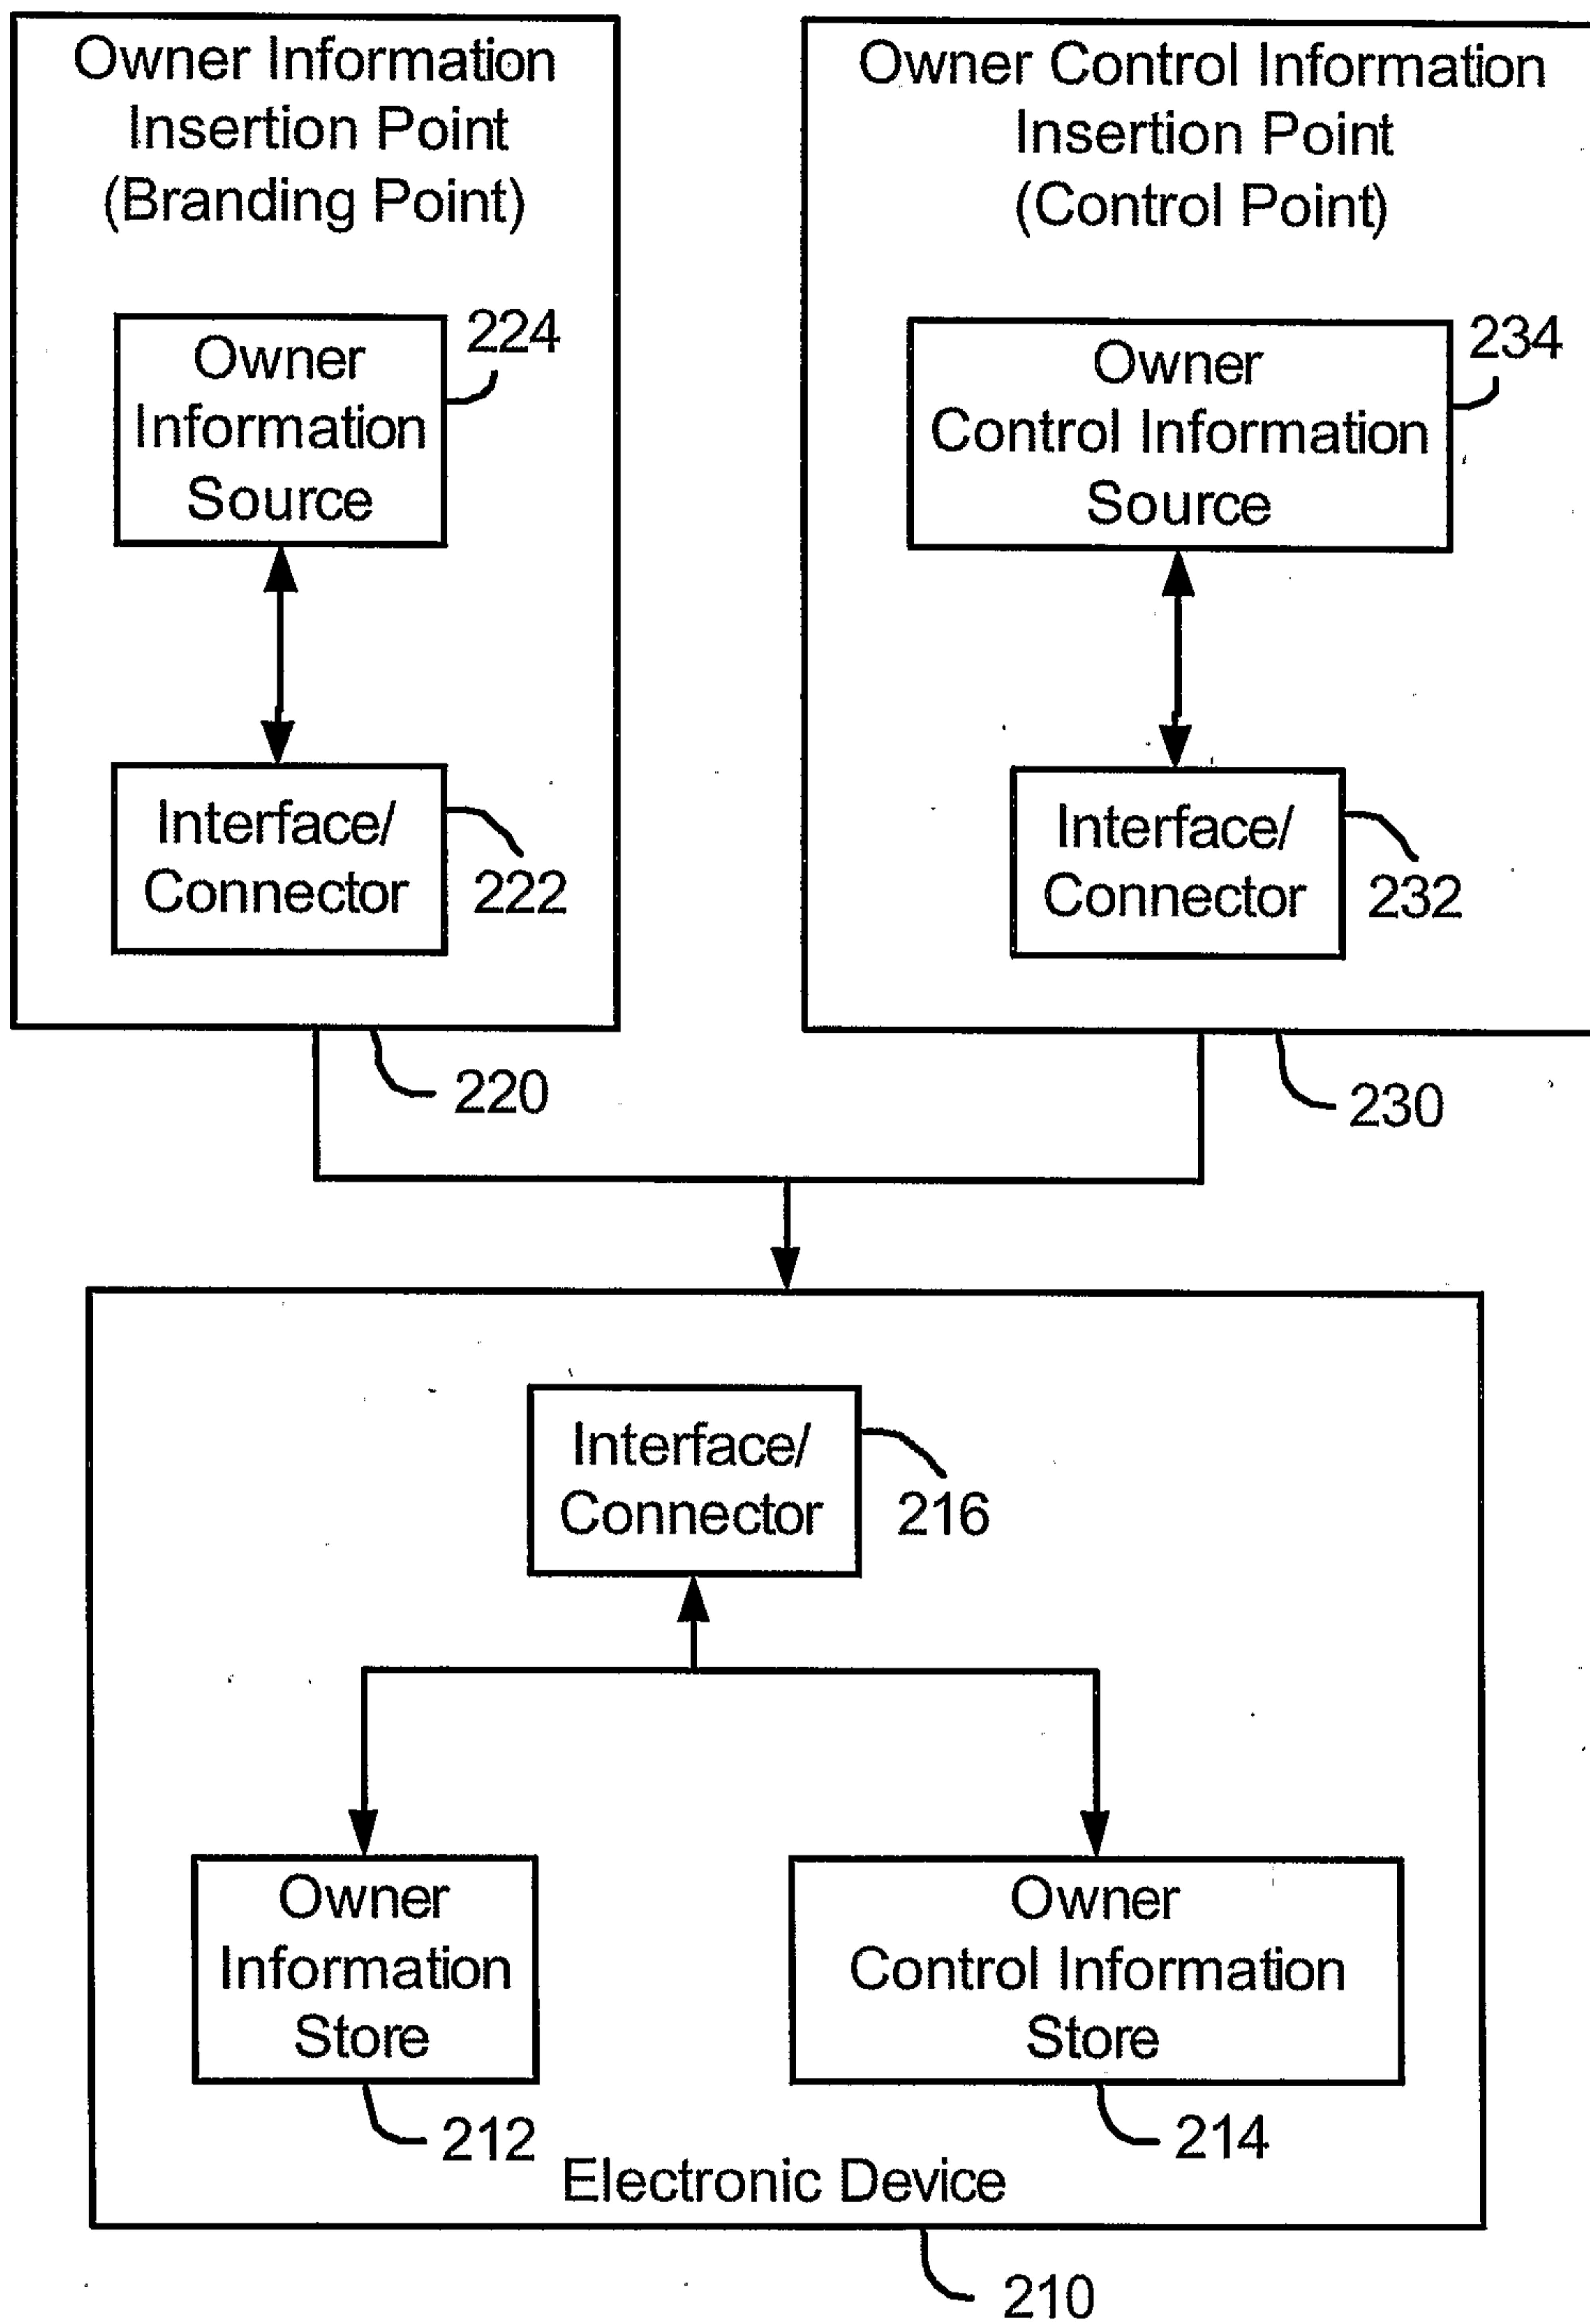 Owner Information
Insertion Point
(Branding Point)
Owner
Information
Source
224
Interface/
Connector
222
220
Owner Control Information
Insertion Point
(Control Point)
Owner
Control Information
Source
234
Interface/
Connector
232
230
Interface/
Connector
216
Owner
Information
Store
212
Owner
Control Information
Store
214
Electronic Device
210